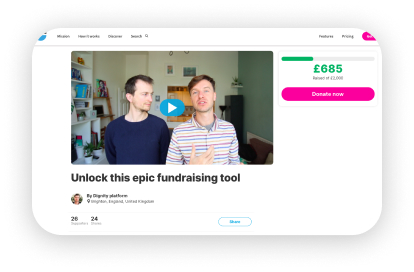 Mission
How it works
Discover
Search
Features
Pricing
£685
Raised of £2,000
Donate now
Unlock this epic fundraising tool
By Dignity platform
Brighton, England, United Kingdom
26
24
Supporters
Shares
Share